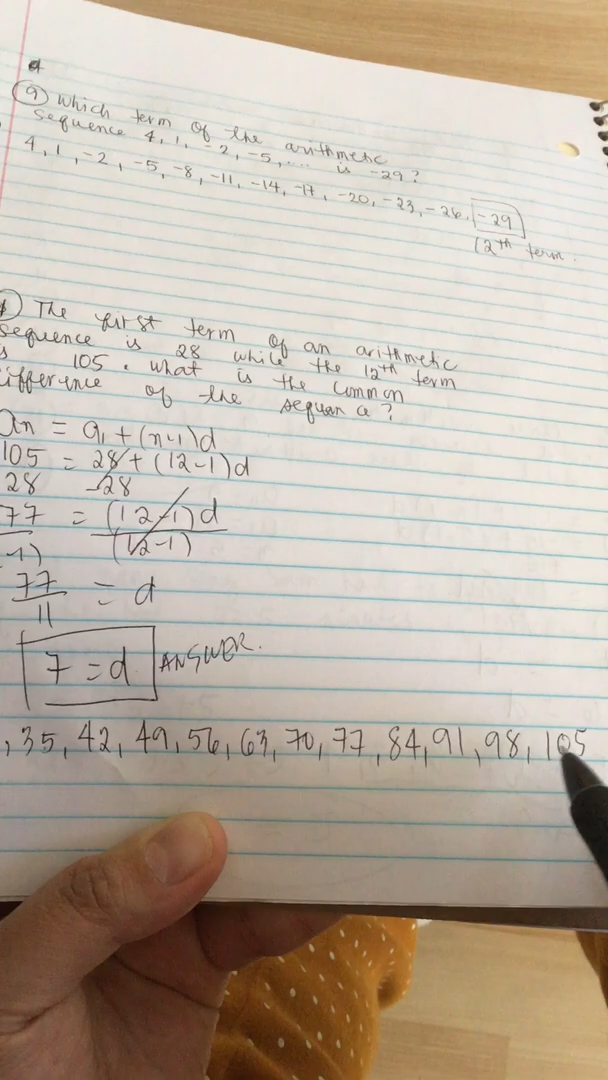 9 Which term of the arithmetic
sequence 4, 1, -2, -5, .... is -29?
4, 1, -2, -5, -8, -11, -14, -17, -20, -23, -26, -29
12th term.
The first term of an arithmetic
sequence is 28 while the 12th term
105. what is the common
difference of the sequence?
an = a1 + (n-1)d
105 = 28 + (12-1)d
28 -28
77 = (12-1)d
-1) (12-1)
77 = d
11
7 = d ANSWER.
, 35, 42, 49, 56, 63, 70, 77, 84, 91, 98, 105